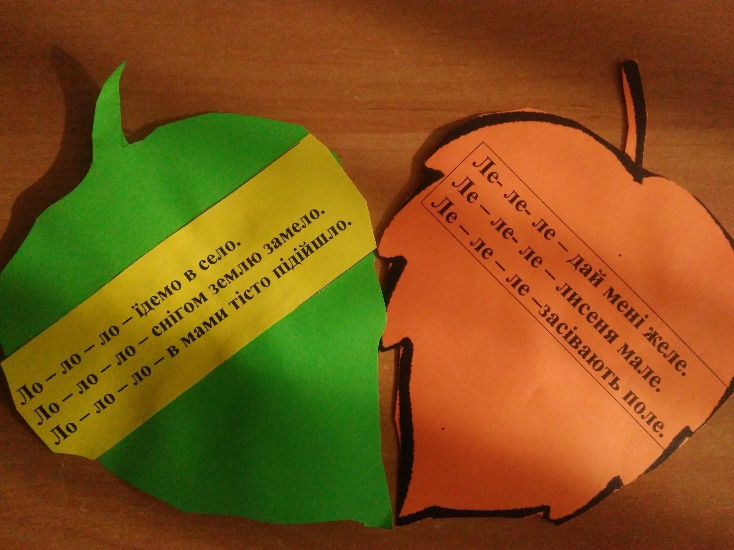 Ло – ло – ло – їдемо в село.
Ло – ло – ло – снігом землю замело.
Ло – ло – ло – в мами тісто підійшло.
Ле- ле- ле – дай мені желе.
Ле – ле- ле – лисеня мале.
Ле – ле – ле –засівають поле.